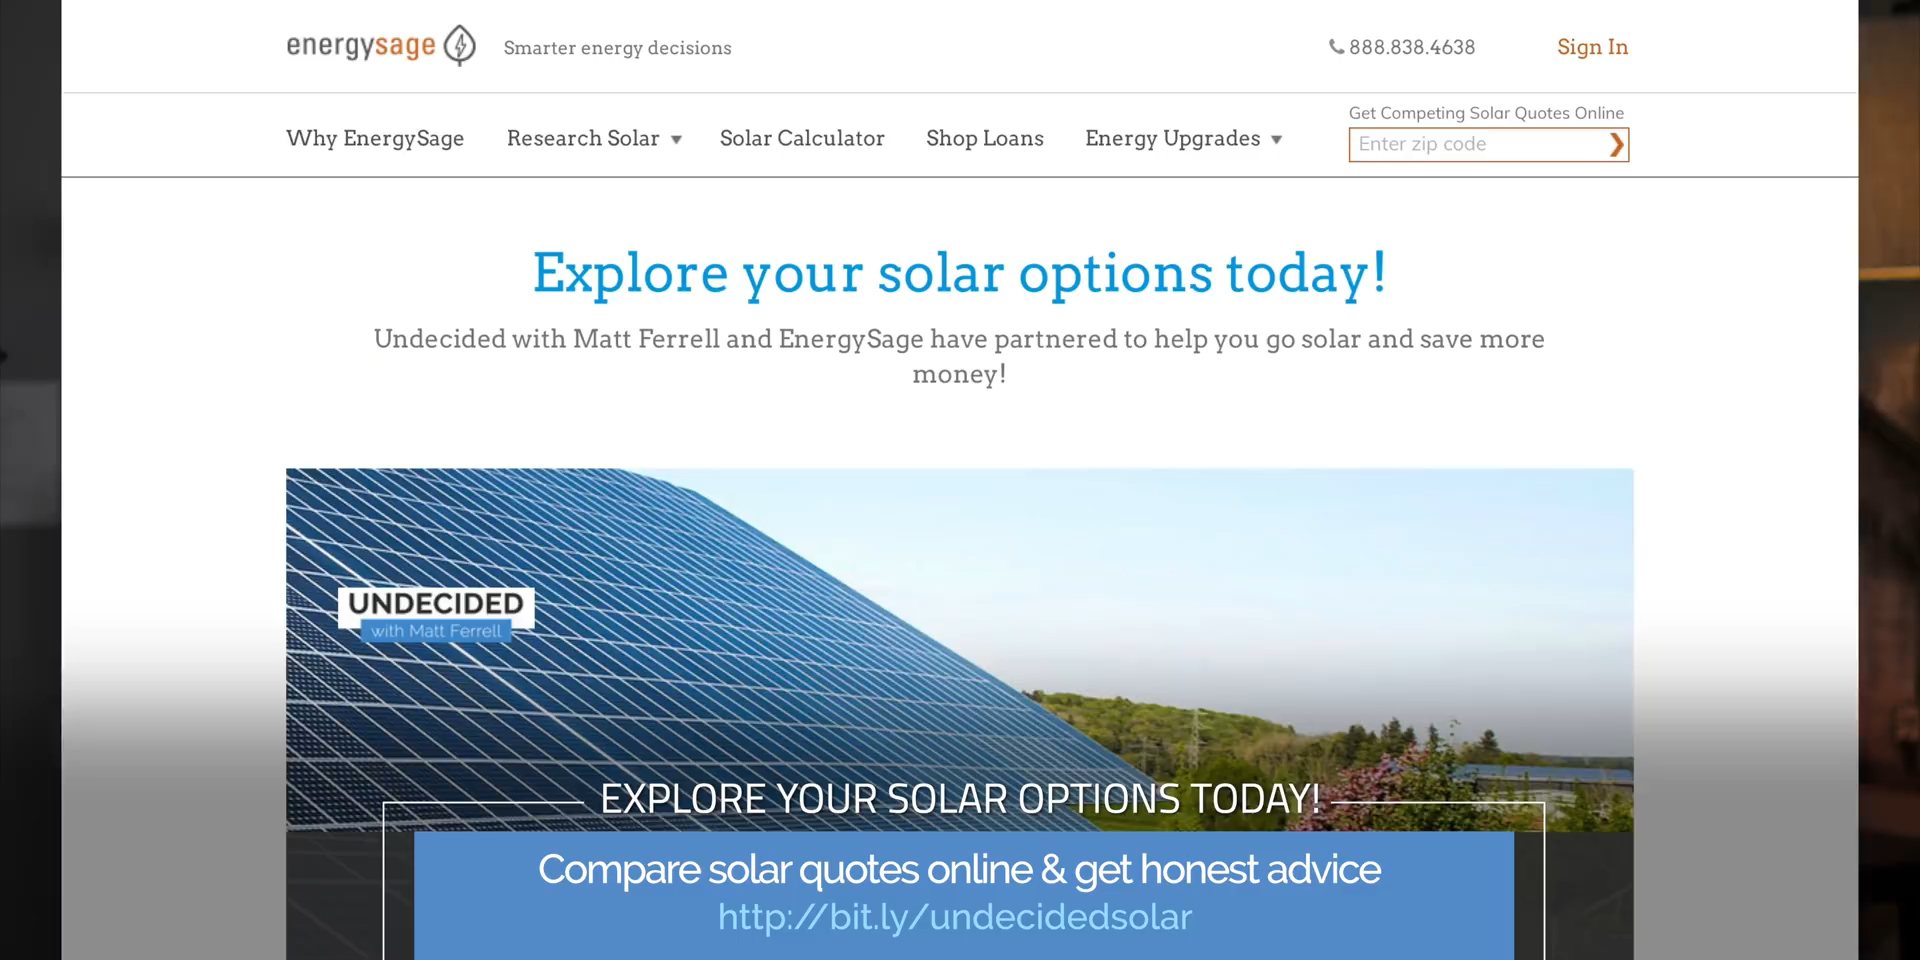 energysage
Smarter energy decisions
888.838.4638
Sign In
Why EnergySage
Research Solar
Solar Calculator
Shop Loans
Energy Upgrades
Get Competing Solar Quotes Online
Enter zip code
Explore your solar options today!
Undecided with Matt Ferrell and EnergySage have partnered to help you go solar and save more
money!
UNDECIDED
with Matt Ferrell
EXPLORE YOUR SOLAR OPTIONS TODAY!
Compare solar quotes online & get honest advice
http://bit.ly/undecidedsolar